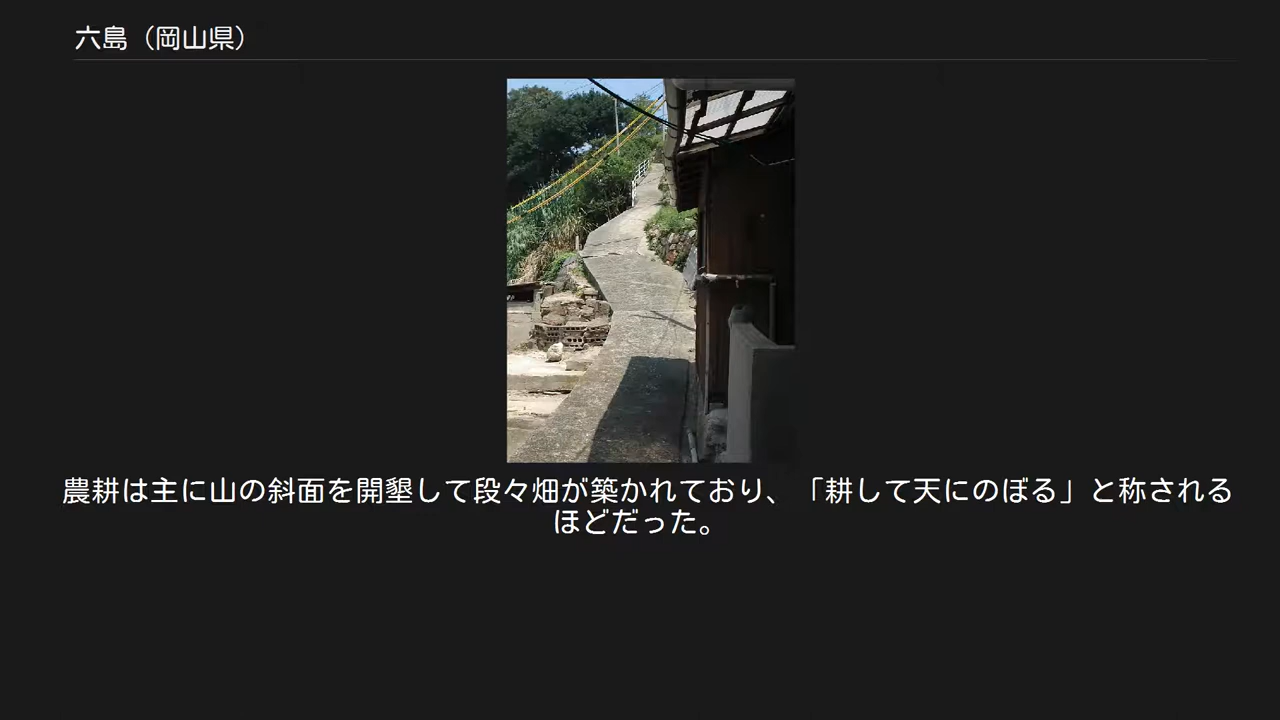 六島（岡山県）
農耕は主に山の斜面を開墾して段々畑が築かれており、「耕して天にのぼる」と称される
ほどだった。